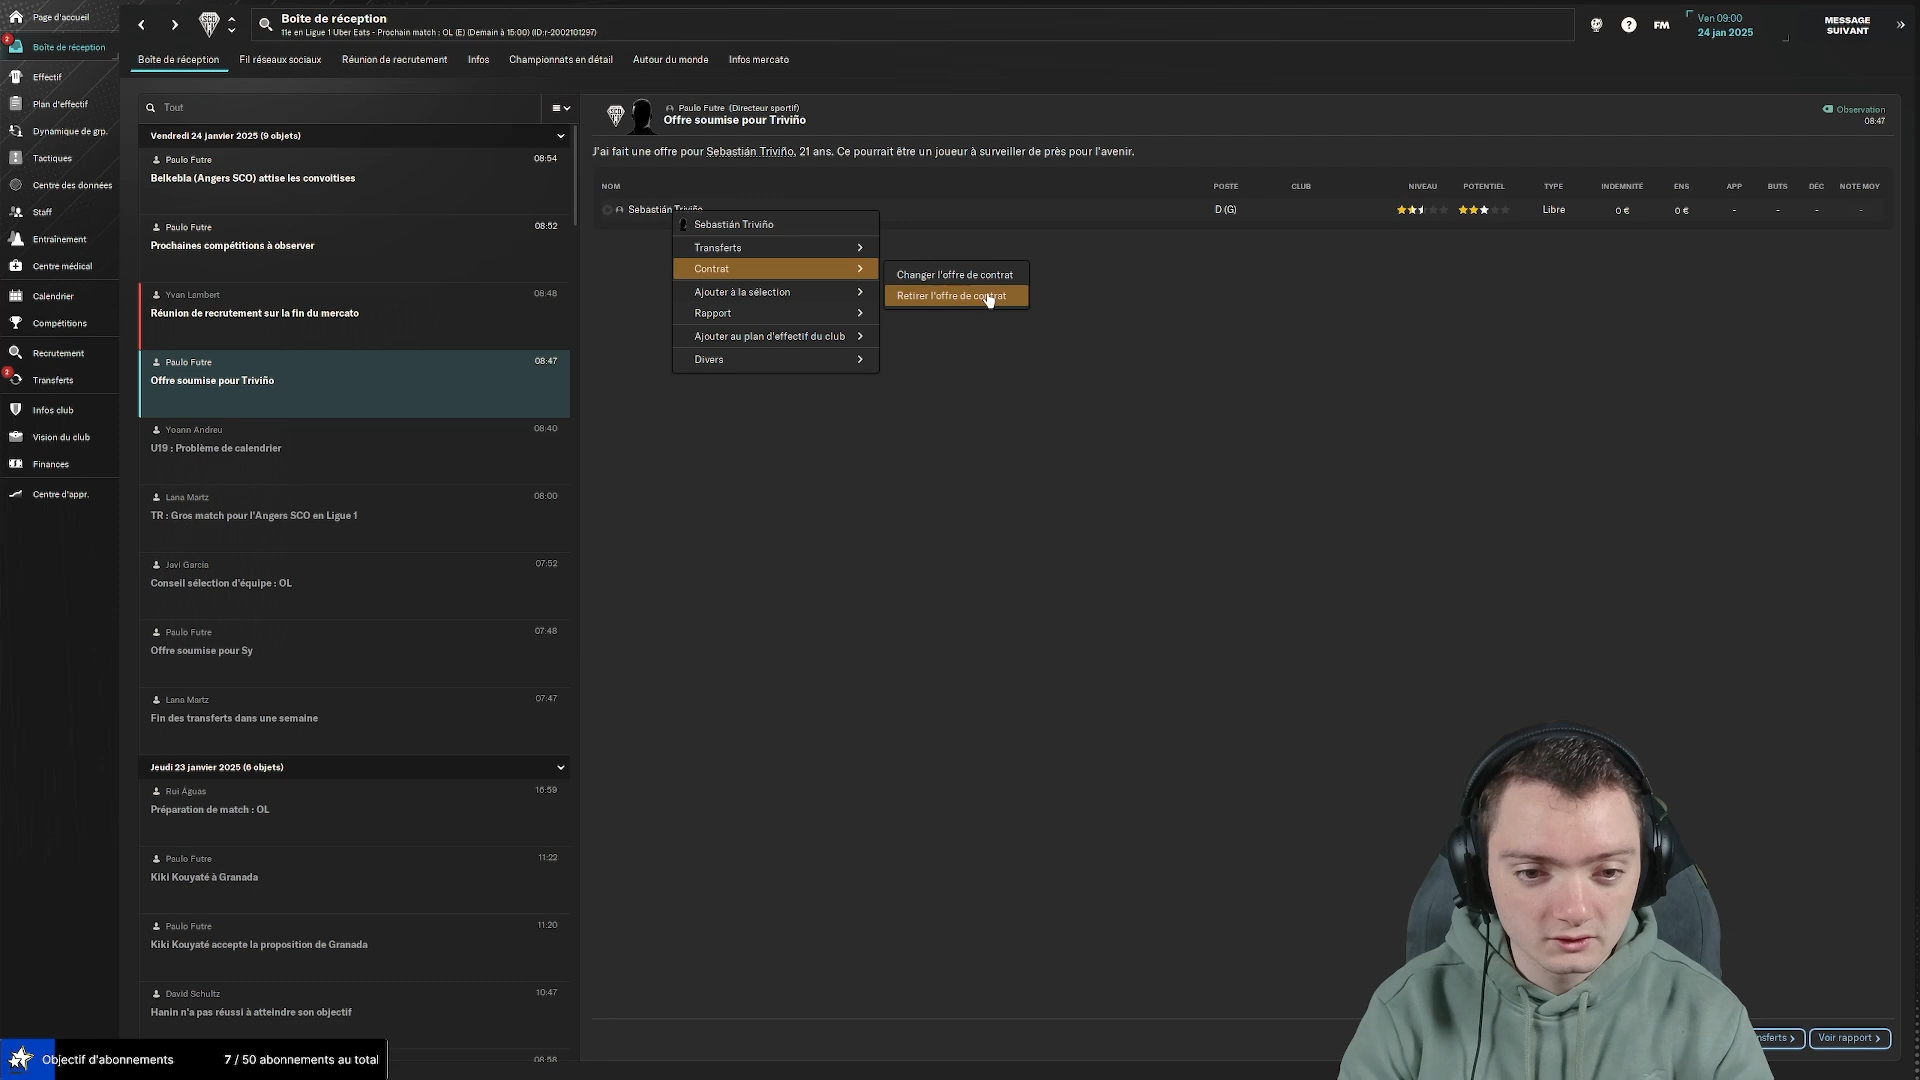 Page d'accueil
2
Boîte de réception
Effectif
Plan d'effectif
Dynamique de grp.
Tactiques
Centre des données
Staff
Entraînement
Centre médical
Calendrier
Compétitions
Recrutement
2
Transferts
Infos club
Vision du club
Finances
Centre d'appr.
Boîte de réception
11e en Ligue 1 Uber Eats - Prochain match : OL (E) (Demain à 15:00) (ID:r-2002101297)
FM
Ven 09:00
24 jan 2025
MESSAGE
SUIVANT
Boîte de réception
Fil réseaux sociaux
Réunion de recrutement
Infos
Championnats en détail
Autour du monde
Infos mercato
Tout
Vendredi 24 janvier 2025 (9 objets)
Paulo Futre 08:54
Belkebla (Angers SCO) attise les convoitises
Paulo Futre 08:52
Prochaines compétitions à observer
Yvan Lambert 08:48
Réunion de recrutement sur la fin du mercato
Paulo Futre 08:47
Offre soumise pour Triviño
Yoann Andreu 08:40
U19 : Problème de calendrier
Lana Martz 08:00
TR : Gros match pour l'Angers SCO en Ligue 1
Javi García 07:52
Conseil sélection d'équipe : OL
Paulo Futre 07:48
Offre soumise pour Sy
Lana Martz 07:47
Fin des transferts dans une semaine
Jeudi 23 janvier 2025 (6 objets)
Rui Águas 16:59
Préparation de match : OL
Paulo Futre 11:22
Kiki Kouyaté à Granada
Paulo Futre 11:20
Kiki Kouyaté accepte la proposition de Granada
David Schultz 10:47
Hanin n'a pas réussi à atteindre son objectif
08:58
Paulo Futre (Directeur sportif)
Offre soumise pour Triviño
Observation
08:47
J'ai fait une offre pour Sebastián Triviño, 21 ans. Ce pourrait être un joueur à surveiller de près pour l'avenir.
NOM POSTE CLUB NIVEAU POTENTIEL TYPE INDEMNITÉ ENS APP BUTS DÉC NOTE MOY
Sebastián Triviño D (G) Libre 0 € 0 € - - - -
Sebastián Triviño
Transferts
Contrat
Ajouter à la sélection
Rapport
Ajouter au plan d'effectif du club
Divers
Changer l'offre de contrat
Retirer l'offre de contrat
nsferts
Voir rapport
Objectif d'abonnements 7 / 50 abonnements au total